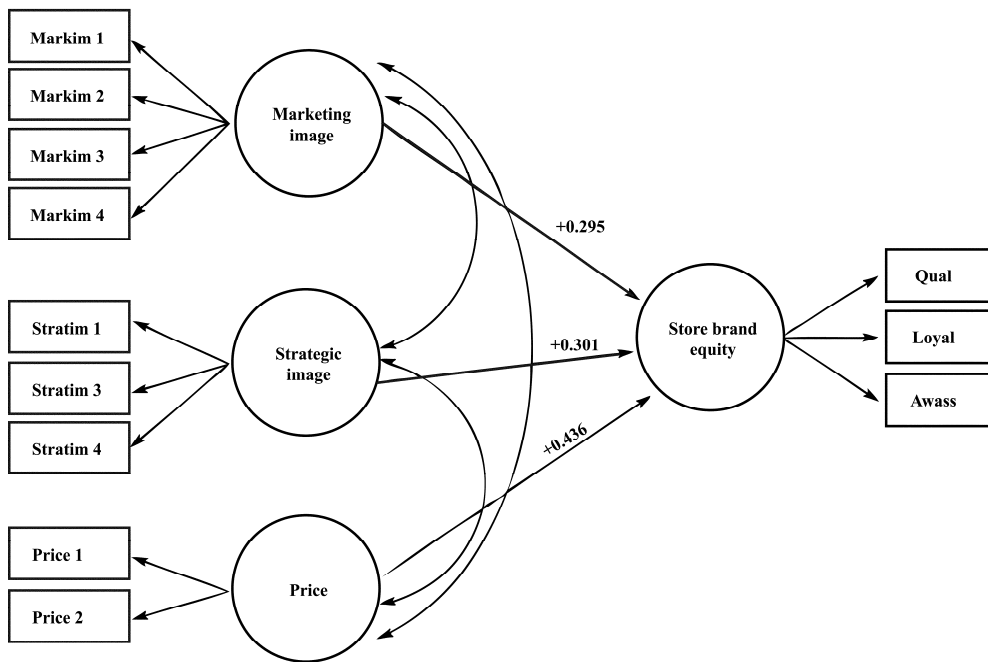 Markim 1
Markim 2
Markim 3
Markim 4
Marketing
image
+0.295
Stratim 1
Stratim 3
Stratim 4
Strategic
image
+0.301
Store brand
equity
Qual
Loyal
Awass
+0.436
Price 1
Price 2
Price